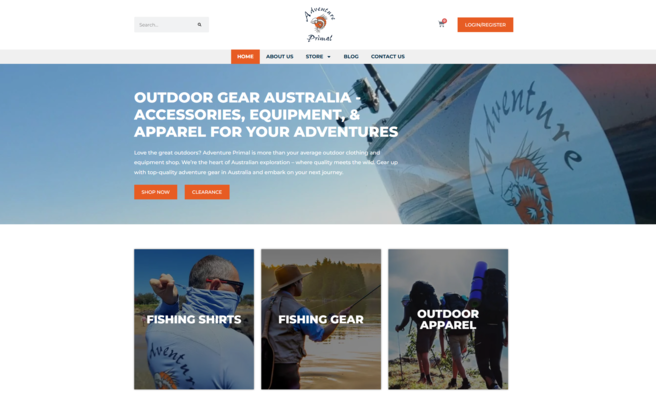 Search...
Adventure
Primal
0
LOGIN/REGISTER
HOME
ABOUT US
STORE
BLOG
CONTACT US
OUTDOOR GEAR AUSTRALIA -
ACCESSORIES, EQUIPMENT, &
APPAREL FOR YOUR ADVENTURES
Love the great outdoors? Adventure Primal is more than your average outdoor clothing and
equipment shop. We're the heart of Australian exploration – where quality meets the wild. Gear up
with top-quality adventure gear in Australia and embark on your next journey.
SHOP NOW
CLEARANCE
Adventure
FISHING SHIRTS
Adventure
FISHING GEAR
OUTDOOR
APPAREL